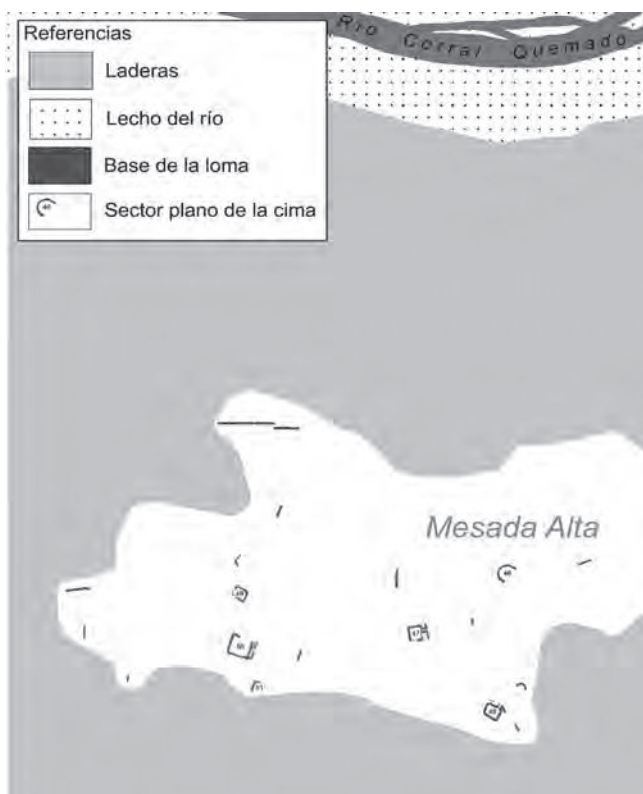 Referencias
Laderas
Lecho del río
Base de la loma
Sector plano de la cima
Río Corral Quemado
Mesada Alta